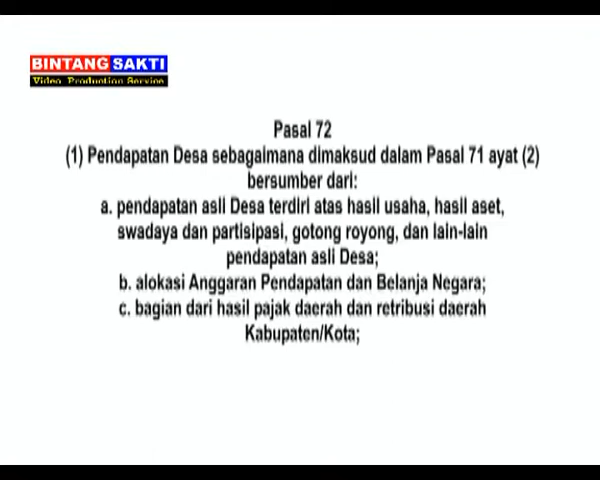 BINTANG SAKTI
Video Production Service
Pasal 72
(1) Pendapatan Desa sebagaimana dimaksud dalam Pasal 71 ayat (2)
bersumber dari:
a. pendapatan asli Desa terdiri atas hasil usaha, hasil aset,
swadaya dan partisipasi, gotong royong, dan lain-lain
pendapatan asli Desa;
b. alokasi Anggaran Pendapatan dan Belanja Negara;
c. bagian dari hasil pajak daerah dan retribusi daerah
Kabupaten/Kota;